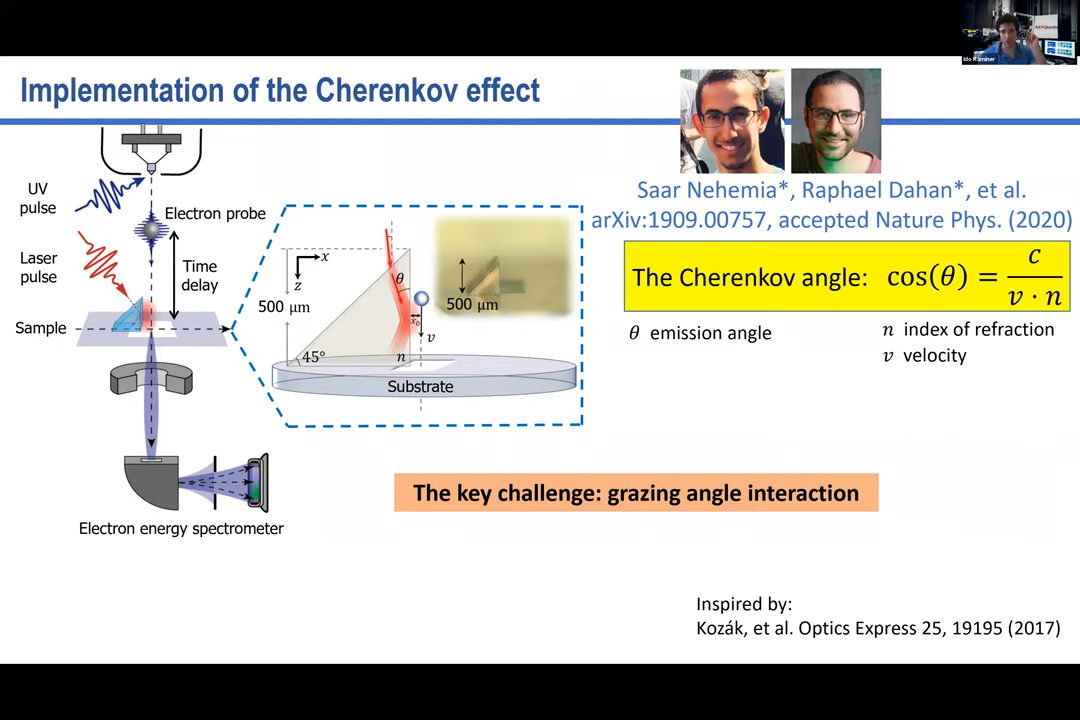 Ido Kaminer
Implementation of the Cherenkov effect
UV
pulse
Electron probe
Laser
pulse
Time
delay
Sample
x
z
θ
500 μm
500 μm
x₀
v
45°
n
Substrate
Electron energy spectrometer
Saar Nehemia*, Raphael Dahan*, et al.
arXiv:1909.00757, accepted Nature Phys. (2020)
The Cherenkov angle: cos(θ) = c / (v · n)
θ emission angle
n index of refraction
v velocity
The key challenge: grazing angle interaction
Inspired by:
Kozák, et al. Optics Express 25, 19195 (2017)